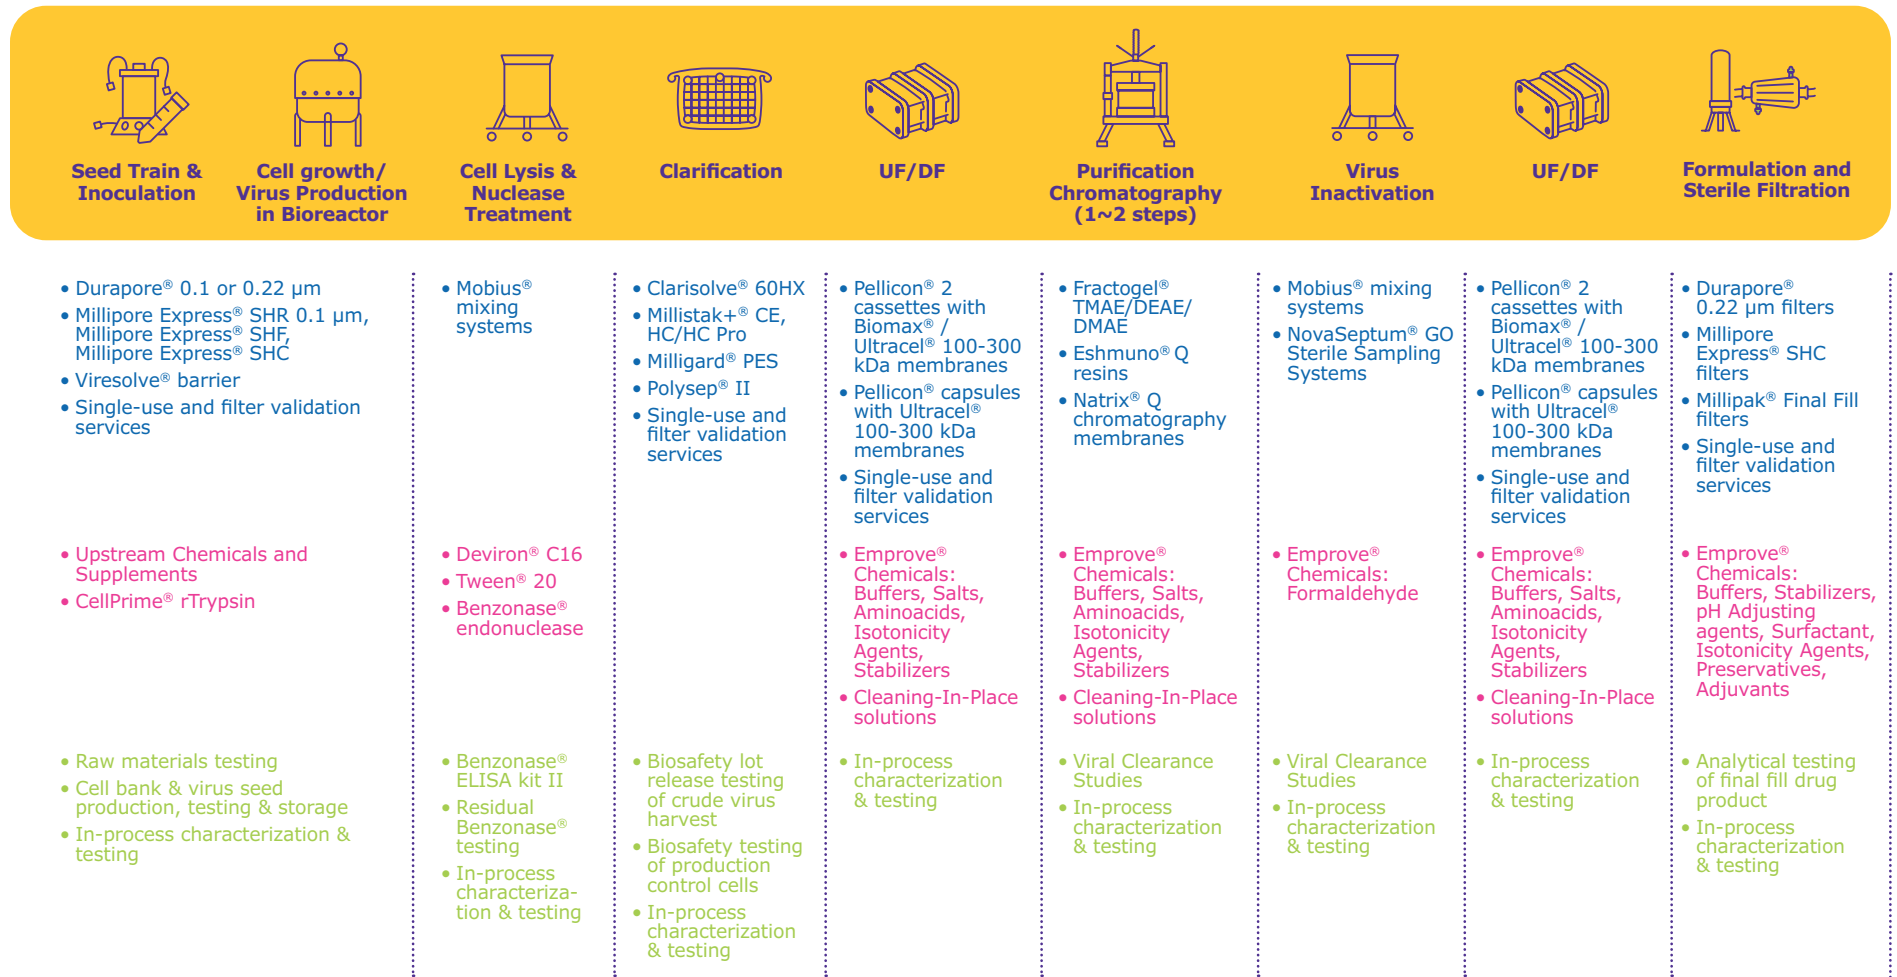 Seed Train &
Inoculation
Cell growth/
Virus Production
in Bioreactor
Cell Lysis &
Nuclease
Treatment
Clarification
UF/DF
Purification
Chromatography
(1~2 steps)
Virus
Inactivation
UF/DF
Formulation and
Sterile Filtration
• Durapore® 0.1 or 0.22 µm
• Millipore Express® SHR 0.1 µm,
Millipore Express® SHF,
Millipore Express® SHC
• Viresolve® barrier
• Single-use and filter validation
services
• Mobius®
mixing
systems
• Clarisolve® 60HX
• Millistak+® CE,
HC/HC Pro
• Milligard® PES
• Polysep® II
• Single-use and
filter validation
services
• Pellicon® 2
cassettes with
Biomax® /
Ultracel® 100-300
kDa membranes
• Pellicon® capsules
with Ultracel®
100-300 kDa
membranes
• Single-use and
filter validation
services
• Fractogel®
TMAE/DEAE/
DMAE
• Eshmuno® Q
resins
• Natrix® Q
chromatography
membranes
• Mobius® mixing
systems
• NovaSeptum® GO
Sterile Sampling
Systems
• Pellicon® 2
cassettes with
Biomax® /
Ultracel® 100-300
kDa membranes
• Pellicon® capsules
with Ultracel®
100-300 kDa
membranes
• Single-use and
filter validation
services
• Durapore®
0.22 µm filters
• Millipore
Express® SHC
filters
• Millipak® Final Fill
filters
• Single-use and
filter validation
services
• Upstream Chemicals and
Supplements
• CellPrime® rTrypsin
• Deviron® C16
• Tween® 20
• Benzonase®
endonuclease
• Emprove®
Chemicals:
Buffers, Salts,
Aminoacids,
Isotonicity
Agents,
Stabilizers
• Cleaning-In-Place
solutions
• Emprove®
Chemicals:
Buffers, Salts,
Aminoacids,
Isotonicity
Agents,
Stabilizers
• Cleaning-In-Place
solutions
• Emprove®
Chemicals:
Formaldehyde
• Emprove®
Chemicals:
Buffers, Salts,
Aminoacids,
Isotonicity
Agents,
Stabilizers
• Cleaning-In-Place
solutions
• Emprove®
Chemicals:
Buffers, Stabilizers,
pH Adjusting
agents, Surfactant,
Isotonicity Agents,
Preservatives,
Adjuvants
• Raw materials testing
• Cell bank & virus seed
production, testing & storage
• In-process characterization &
testing
• Benzonase®
ELISA kit II
• Residual
Benzonase®
testing
• In-process
characteriza-
tion & testing
• Biosafety lot
release testing
of crude virus
harvest
• Biosafety testing
of production
control cells
• In-process
characterization
& testing
• In-process
characterization
& testing
• Viral Clearance
Studies
• In-process
characterization
& testing
• Viral Clearance
Studies
• In-process
characterization
& testing
• In-process
characterization
& testing
• Analytical testing
of final fill drug
product
• In-process
characterization
& testing